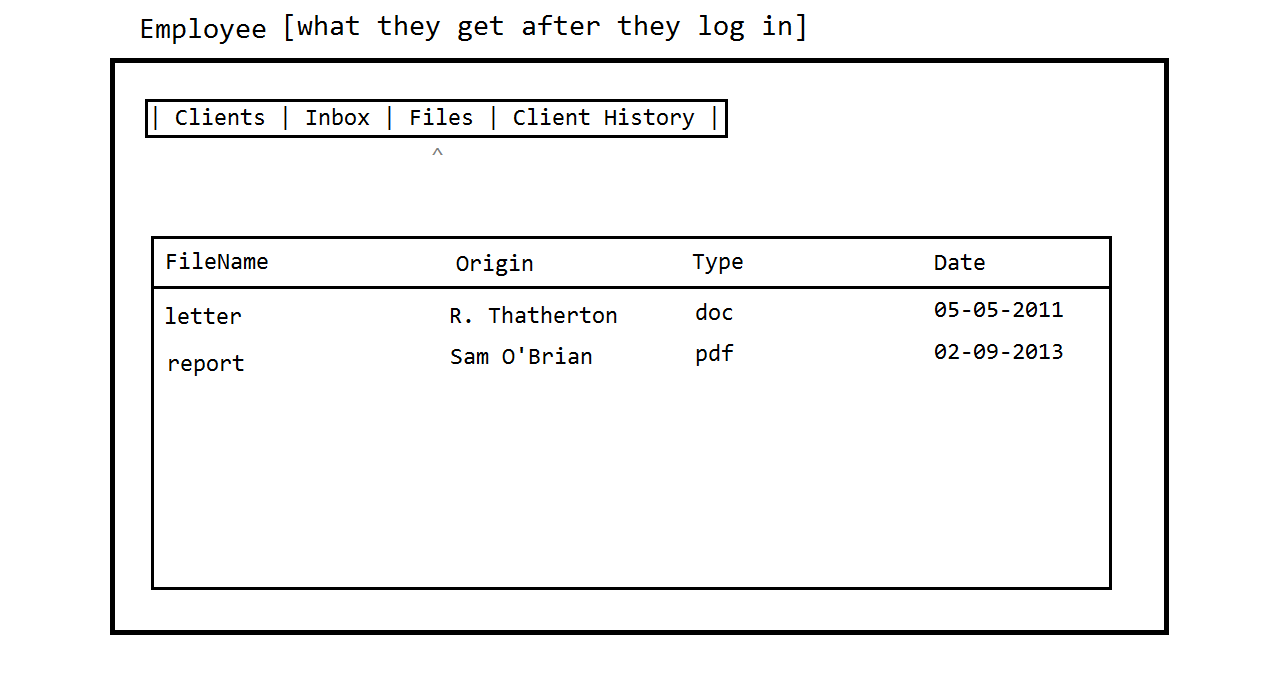 Employee [what they get after they log in]
| Clients | Inbox | Files | Client History |
^
FileName Origin Type Date
letter R. Thatherton doc 05-05-2011
report Sam O'Brian pdf 02-09-2013